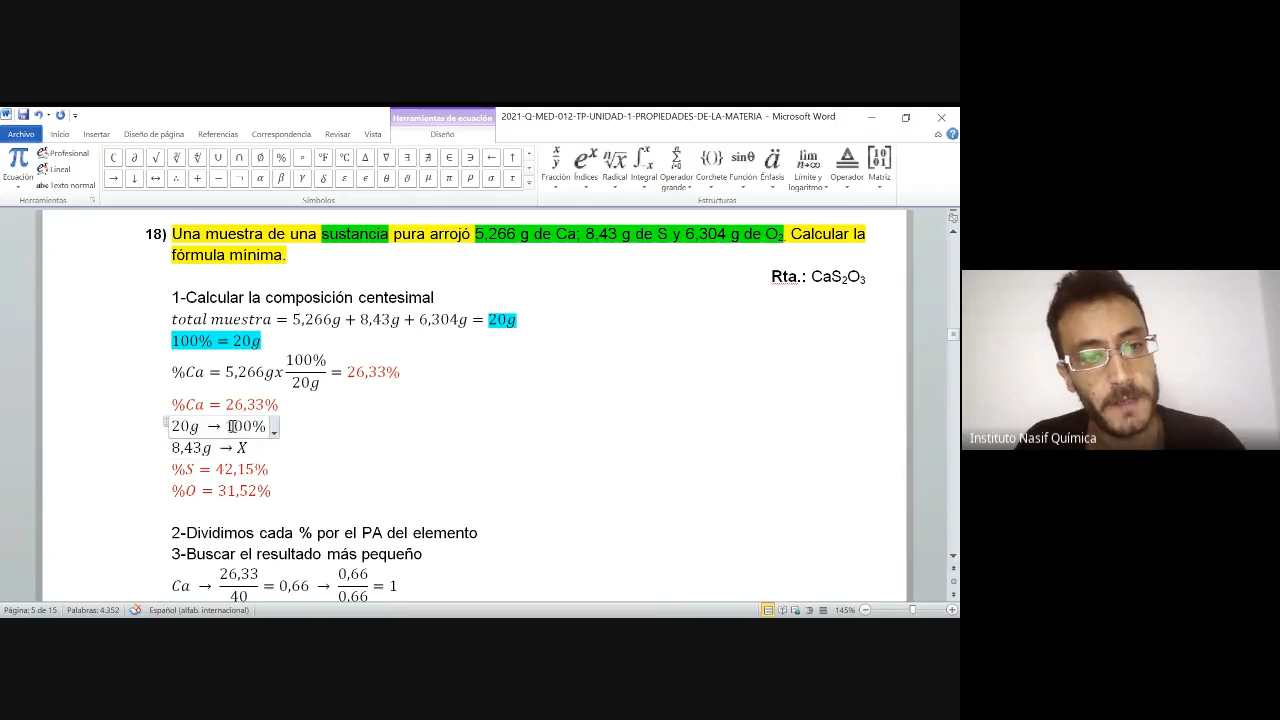 Herramientas de ecuación
2021-Q-MED-012-TP-UNIDAD-1-PROPIEDADES-DE-LA-MATERIA - Microsoft Word
Archivo Inicio Insertar Diseño de página Referencias Correspondencia Revisar Vista Diseño
π Ecuación
Profesional
Lineal
abc Texto normal
Herramientas
∁ ∂ √ ∛ ∜ ∪ ∩ ∅ % ° °F °C ∆ ∇ ∃ ∄ ∈ ∋ ← ↑
→ ↓ ↔ ∴ + − ¬ α β γ δ ε ϵ θ ϑ μ π ρ σ τ
Símbolos
Fracción Índices Radical Integral Operador grande Corchete Función Énfasis Límite y logaritmo Operador Matriz
Estructuras
18) Una muestra de una sustancia pura arrojó 5,266 g de Ca; 8,43 g de S y 6,304 g de O₂. Calcular la
fórmula mínima.
Rta.: CaS₂O₃
1-Calcular la composición centesimal
total muestra = 5,266g + 8,43g + 6,304g = 20g
100% = 20g
%Ca = 5,266gx 100%/20g = 26,33%
%Ca = 26,33%
20g → 100%
8,43g → X
%S = 42,15%
%O = 31,52%
2-Dividimos cada % por el PA del elemento
3-Buscar el resultado más pequeño
Ca → 26,33/40 = 0,66 → 0,66/0,66 = 1
Página: 5 de 15 Palabras: 4.352 Español (alfab. internacional) 145%
Instituto Nasif Química